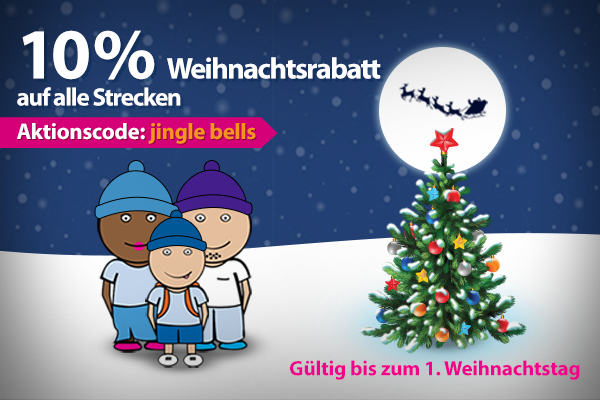 10% Weihnachtsrabatt
auf alle Strecken
Aktionscode: jingle bells
Gültig bis zum 1. Weihnachtstag